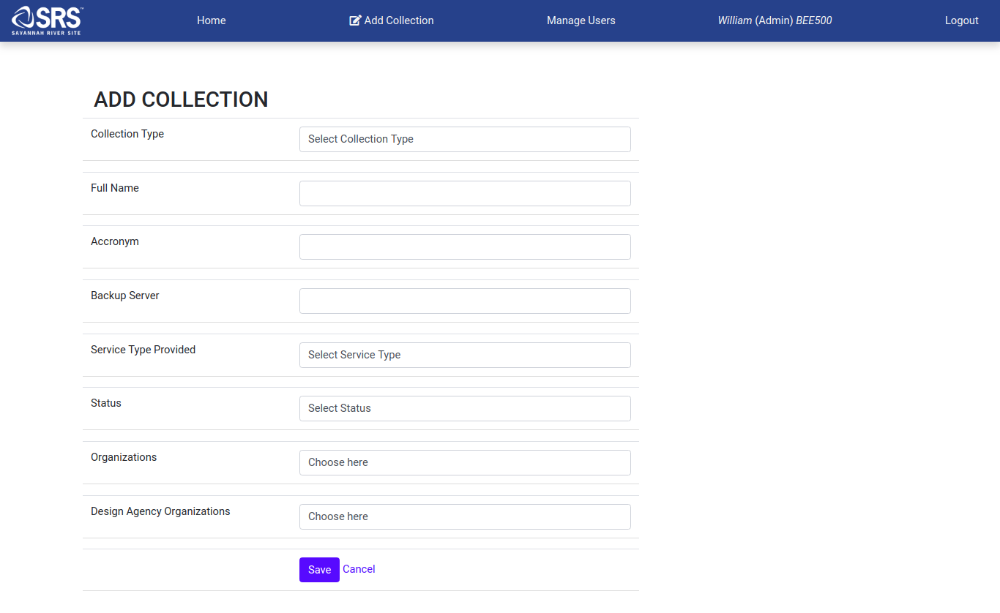 SRS™
SAVANNAH RIVER SITE
Home
Add Collection
Manage Users
William (Admin) BEE500
Logout
ADD COLLECTION
Collection Type
Select Collection Type
Full Name
Accronym
Backup Server
Service Type Provided
Select Service Type
Status
Select Status
Organizations
Choose here
Design Agency Organizations
Choose here
Save Cancel